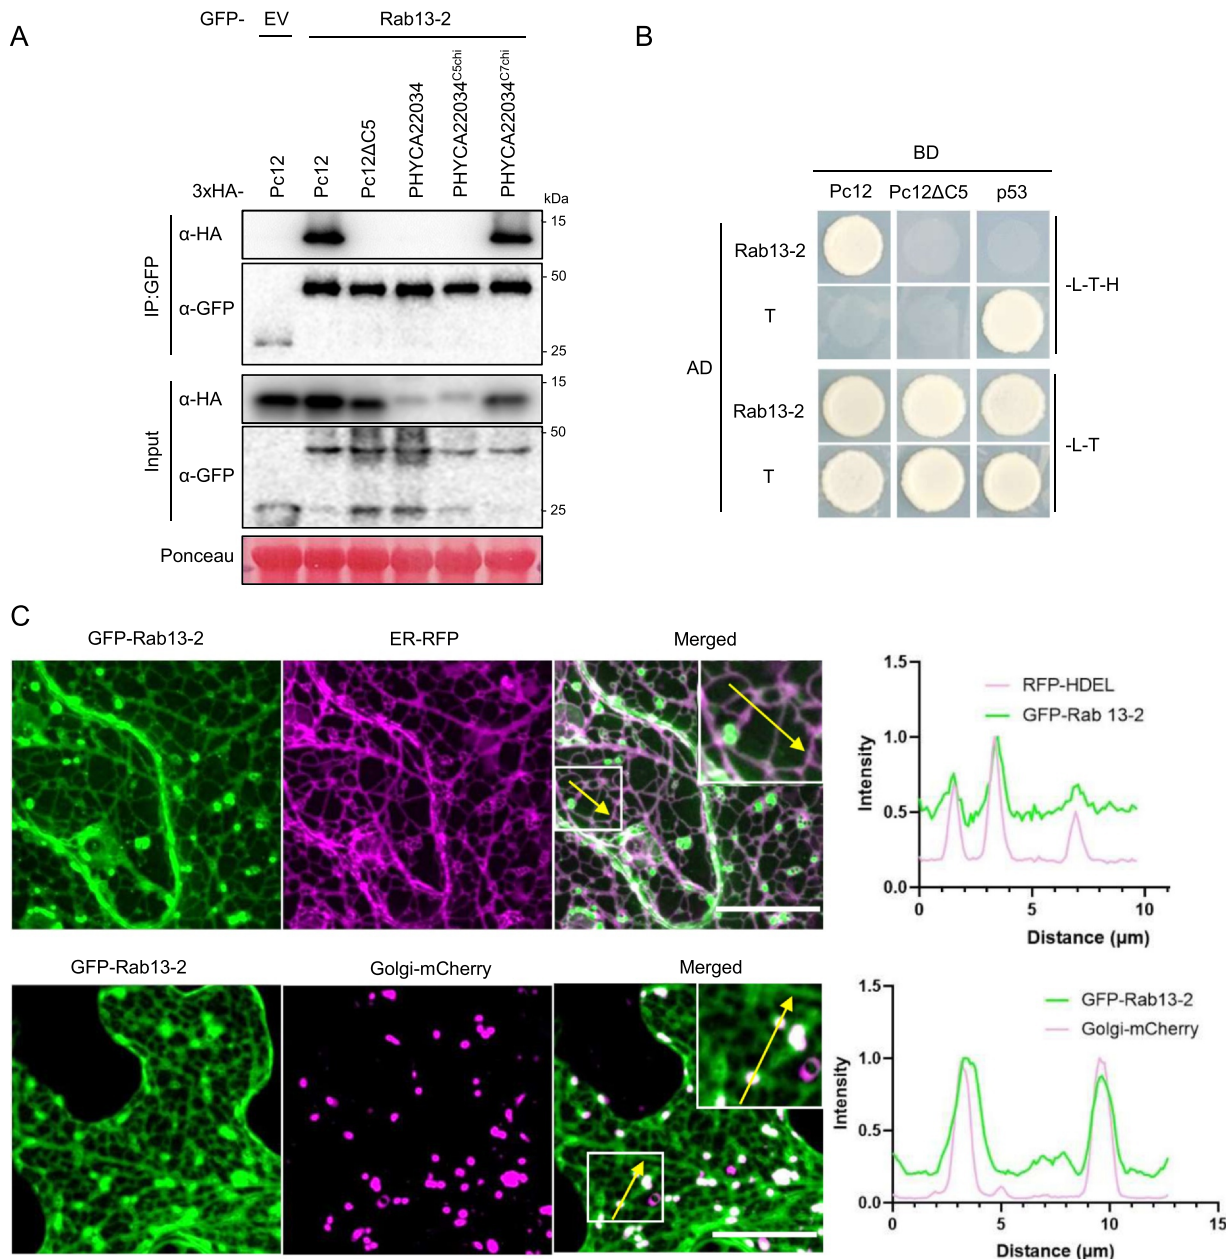 A
GFP- EV Rab13-2
3xHA- Pc12 Pc12 Pc12ΔC5 PHYCA22034 PHYCA22034C5chi PHYCA22034C7chi
kDa
IP:GFP
α-HA 15
α-GFP 50
25
Input
α-HA 15
α-GFP 50
25
Ponceau
B
BD
Pc12 Pc12ΔC5 p53
AD
Rab13-2
T
-L-T-H
Rab13-2
T
-L-T
C
GFP-Rab13-2 ER-RFP Merged
1.5
1.0
0.5
0.0
Intensity
RFP-HDEL
GFP-Rab 13-2
0 5 10
Distance (μm)
GFP-Rab13-2 Golgi-mCherry Merged
1.5
1.0
0.5
0.0
Intensity
GFP-Rab13-2
Golgi-mCherry
0 5 10 15
Distance (μm)